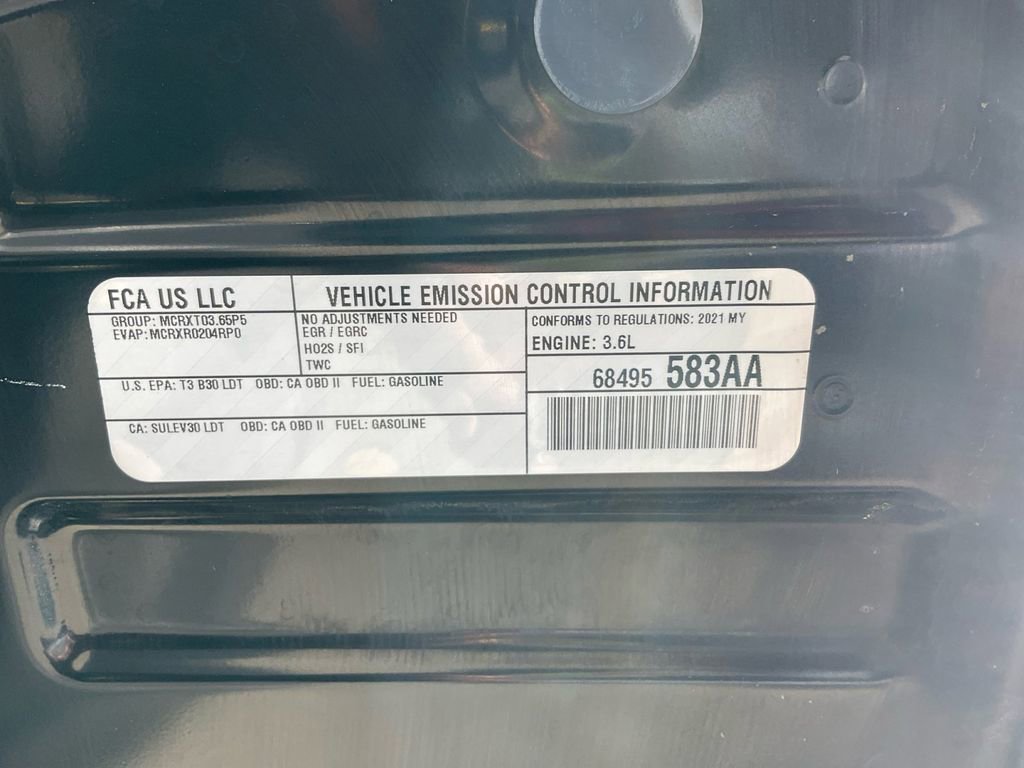 FCA US LLC
VEHICLE EMISSION CONTROL INFORMATION
GROUP: MCRXT03.65P5
EVAP: MCRXR0204RP0
NO ADJUSTMENTS NEEDED
EGR / EGRC
HO2S / SFI
TWC
CONFORMS TO REGULATIONS: 2021 MY
ENGINE: 3.6L
68495 583AA
U.S. EPA: T3 B30 LDT OBD: CA OBD II FUEL: GASOLINE
CA: SULEV30 LDT OBD: CA OBD II FUEL: GASOLINE